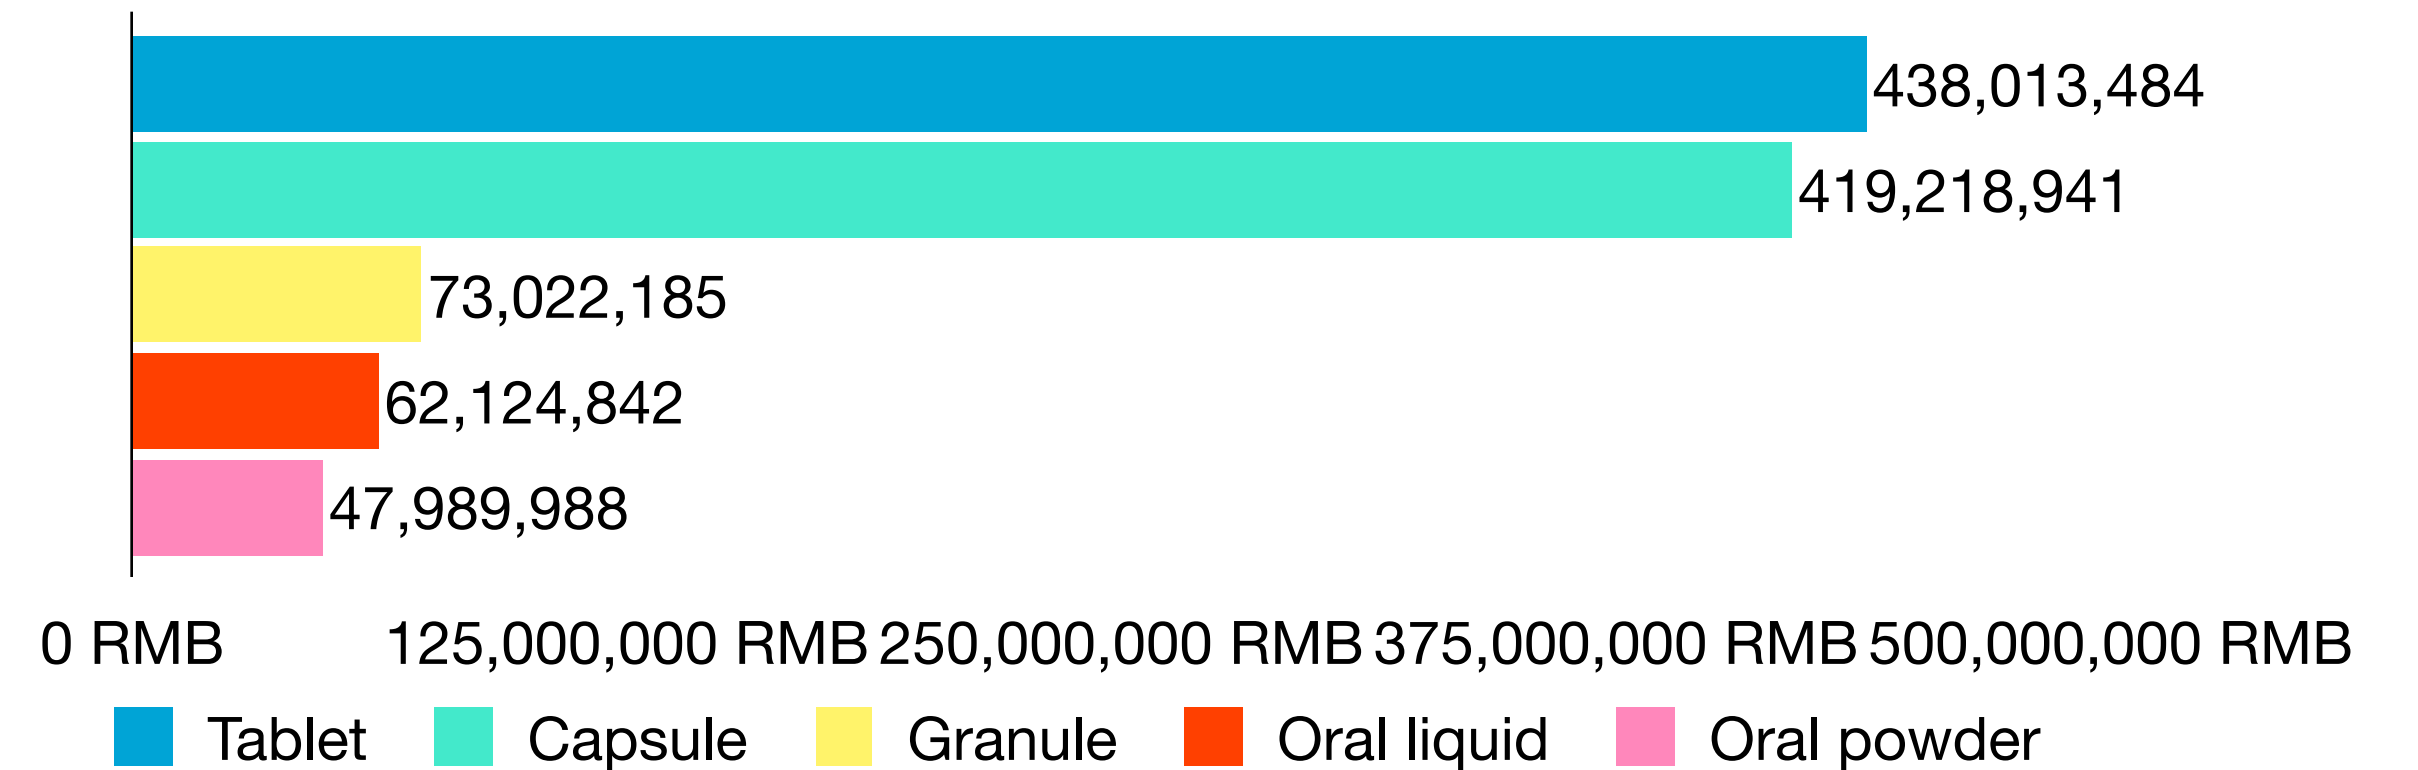 438,013,484
419,218,941
73,022,185
62,124,842
47,989,988
0 RMB 125,000,000 RMB 250,000,000 RMB 375,000,000 RMB 500,000,000 RMB
Tablet Capsule Granule Oral liquid Oral powder